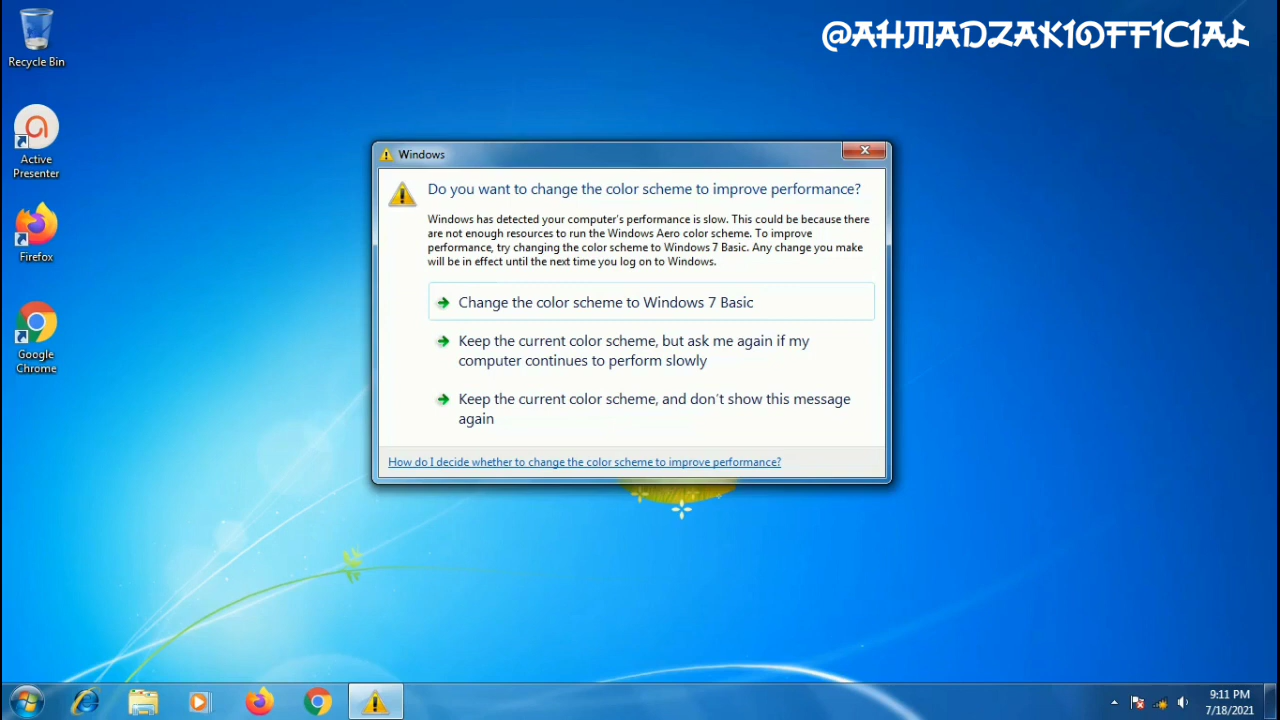 @AHMADZAKIOFFICIAL
Recycle Bin
Active
Presenter
Firefox
Google
Chrome
Windows
Do you want to change the color scheme to improve performance?
Windows has detected your computer's performance is slow. This could be because there
are not enough resources to run the Windows Aero color scheme. To improve
performance, try changing the color scheme to Windows 7 Basic. Any change you make
will be in effect until the next time you log on to Windows.
Change the color scheme to Windows 7 Basic
Keep the current color scheme, but ask me again if my
computer continues to perform slowly
Keep the current color scheme, and don't show this message
again
How do I decide whether to change the color scheme to improve performance?
9:11 PM
7/18/2021